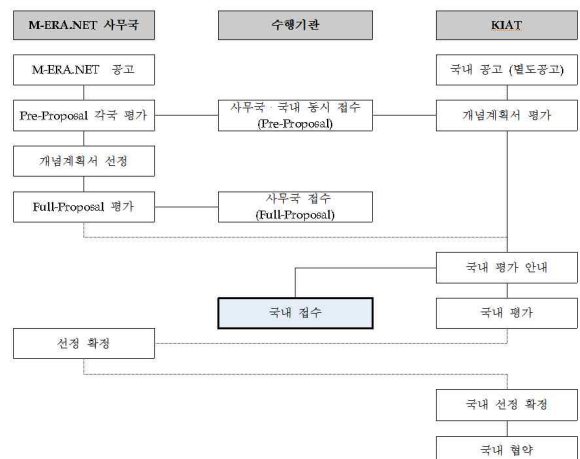 M-ERA.NET 사무국
수행기관
KIAT
M-ERA.NET 공고
국내 공고 (별도공고)
Pre-Proposal 각국 평가
사무국·국내 동시 접수
(Pre-Proposal)
개념계획서 평가
개념계획서 선정
Full-Proposal 평가
사무국 접수
(Full-Proposal)
국내 평가 안내
국내 접수
국내 평가
선정 확정
국내 선정 확정
국내 협약